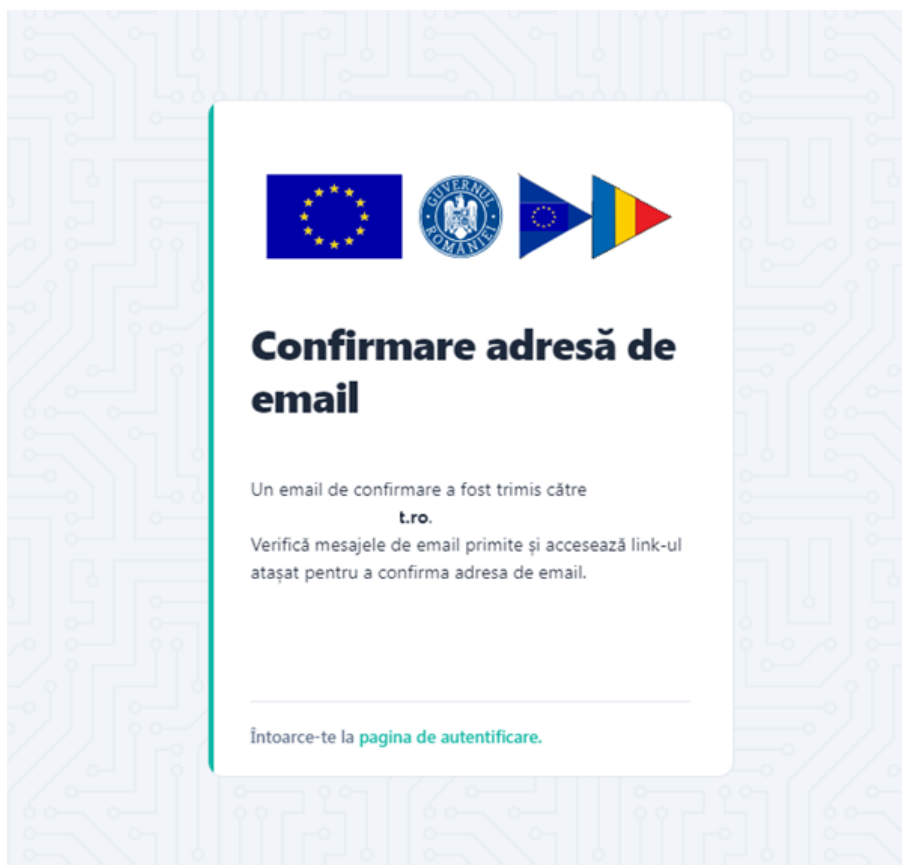 GUVERNUL
ROMÂNIEI
Confirmare adresă de
email
Un email de confirmare a fost trimis către
t.ro.
Verifică mesajele de email primite și accesează link-ul
atașat pentru a confirma adresa de email.
Întoarce-te la pagina de autentificare.